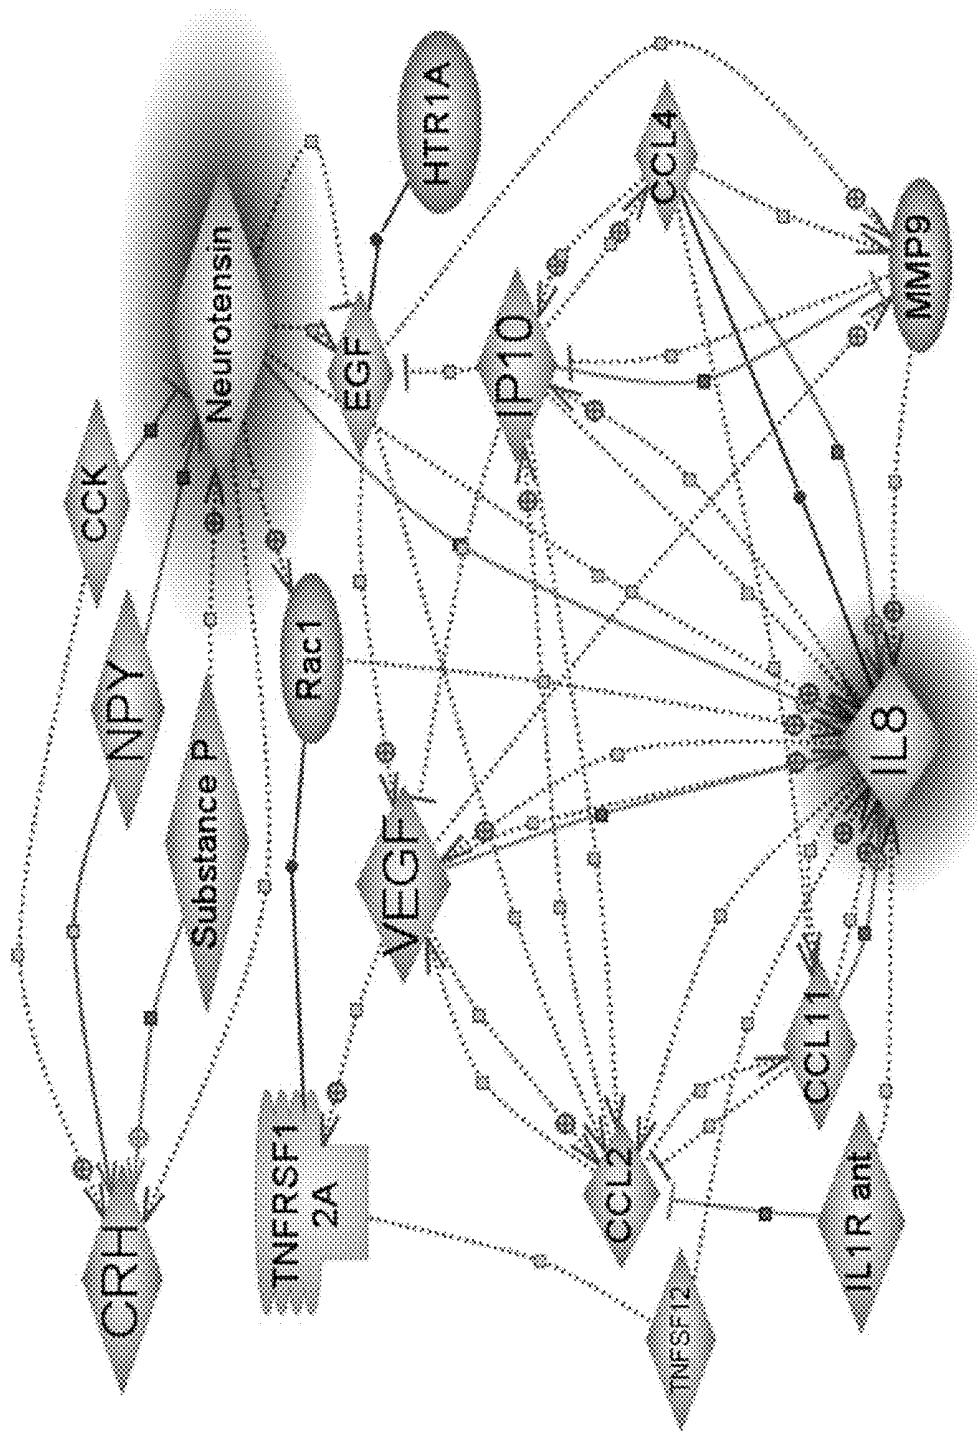 CRH
NPY
CCK
Substance P
Neurotensin
TNFRSF1
2A
Rac1
EGF
HTR1A
VEGF
IP10
CCL4
CCL2
TNFSF12
CCL11
IL1R ant
IL8
MMP9